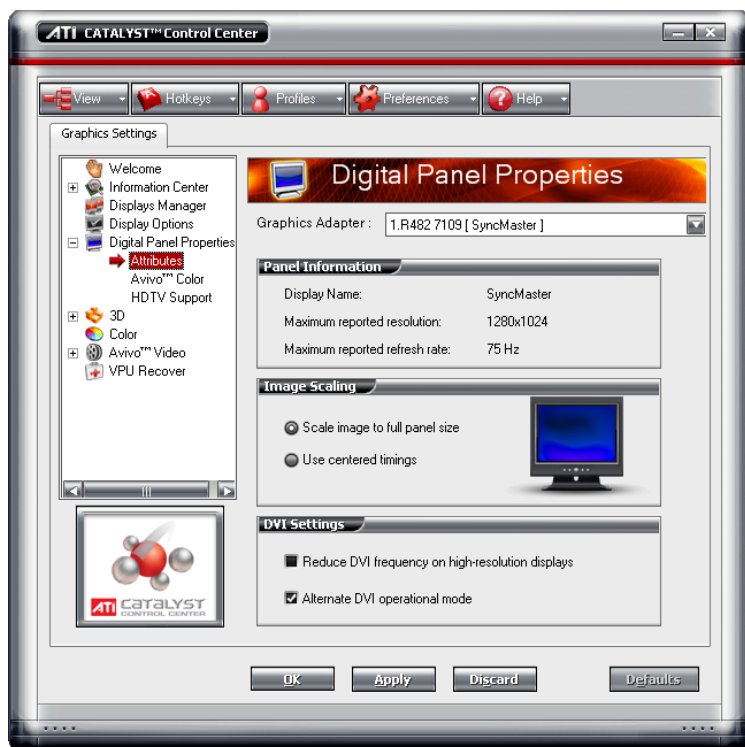 ATI CATALYST™ Control Center
View Hotkeys Profiles Preferences Help
Graphics Settings
Welcome
Information Center
Displays Manager
Display Options
Digital Panel Properties
Attributes
Avivo™ Color
HDTV Support
3D
Color
Avivo™ Video
VPU Recover
ATI CATALYST
CONTROL CENTER
Digital Panel Properties
Graphics Adapter : 1.R482 7109 [ SyncMaster ]
Panel Information
Display Name: SyncMaster
Maximum reported resolution: 1280x1024
Maximum reported refresh rate: 75 Hz
Image Scaling
Scale image to full panel size
Use centered timings
DVI Settings
Reduce DVI frequency on high-resolution displays
Alternate DVI operational mode
OK Apply Discard Defaults